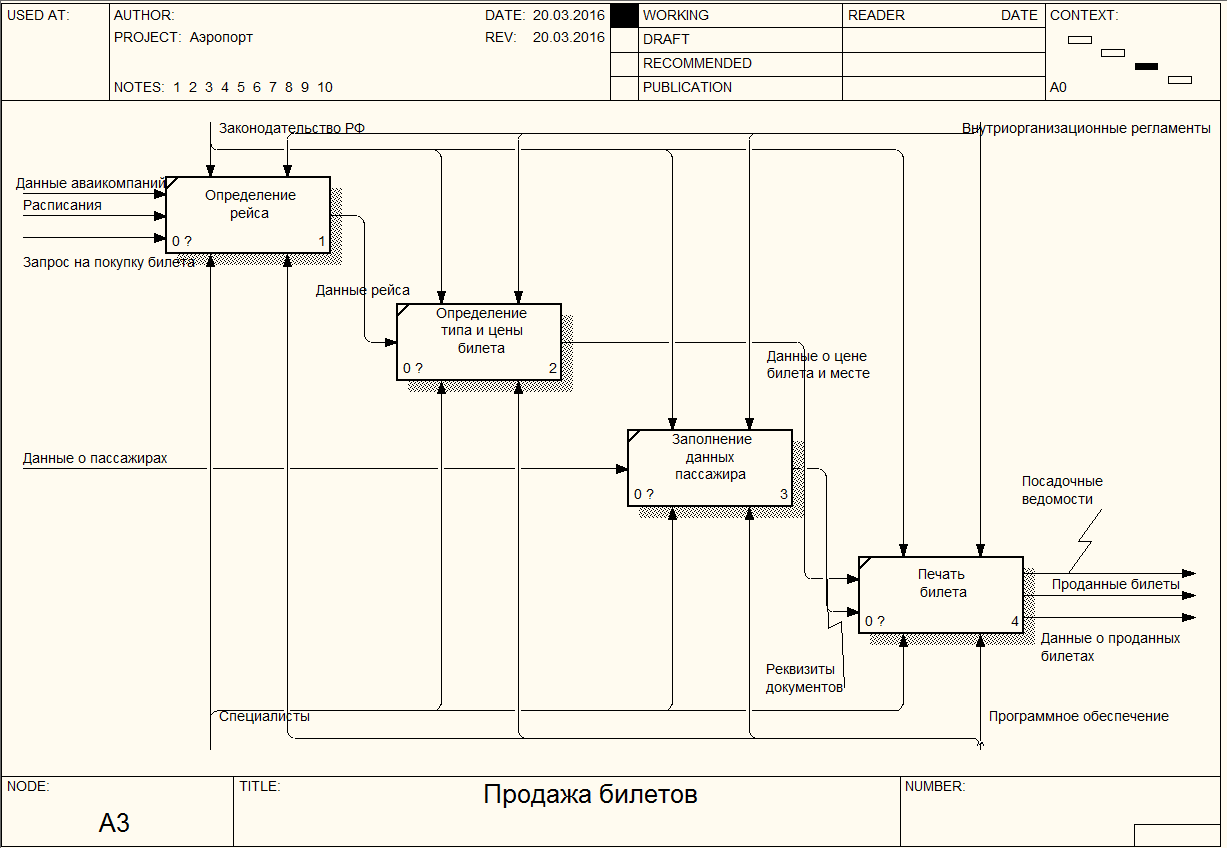 USED AT:
AUTHOR:
DATE: 20.03.2016
PROJECT: Аэропорт
REV: 20.03.2016
NOTES: 1 2 3 4 5 6 7 8 9 10
WORKING
DRAFT
RECOMMENDED
PUBLICATION
READER
DATE
CONTEXT:
A0
Законодательство РФ
Внутриорганизационные регламенты
Данные аваикомпаний
Расписания
Запрос на покупку билета
Определение
рейса
0 ?
1
Данные рейса
Определение
типа и цены
билета
0 ?
2
Данные о цене
билета и месте
Данные о пассажирах
Заполнение
данных
пассажира
0 ?
3
Посадочные
ведомости
Печать
билета
0 ?
4
Проданные билеты
Данные о проданных
билетах
Реквизиты
документов
Специалисты
Программное обеспечение
NODE:
A3
TITLE:
Продажа билетов
NUMBER: